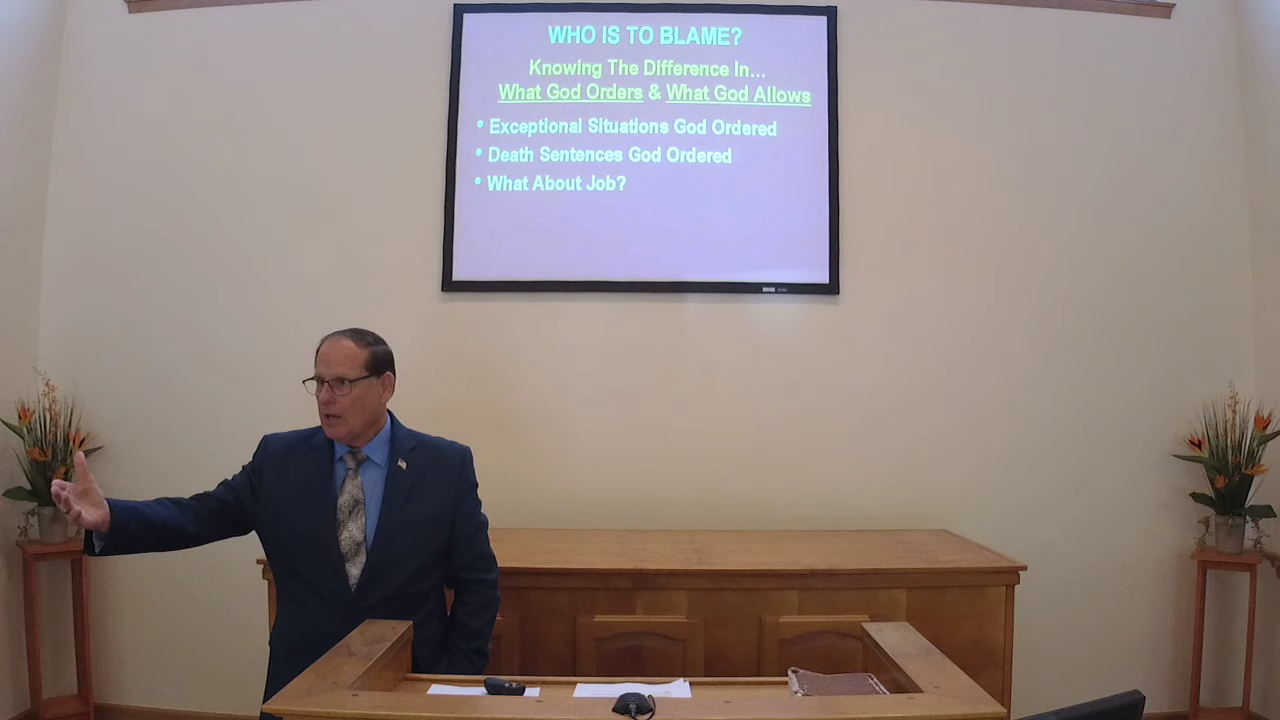 WHO IS TO BLAME?
Knowing The Difference In...
What God Orders & What God Allows
• Exceptional Situations God Ordered
• Death Sentences God Ordered
• What About Job?